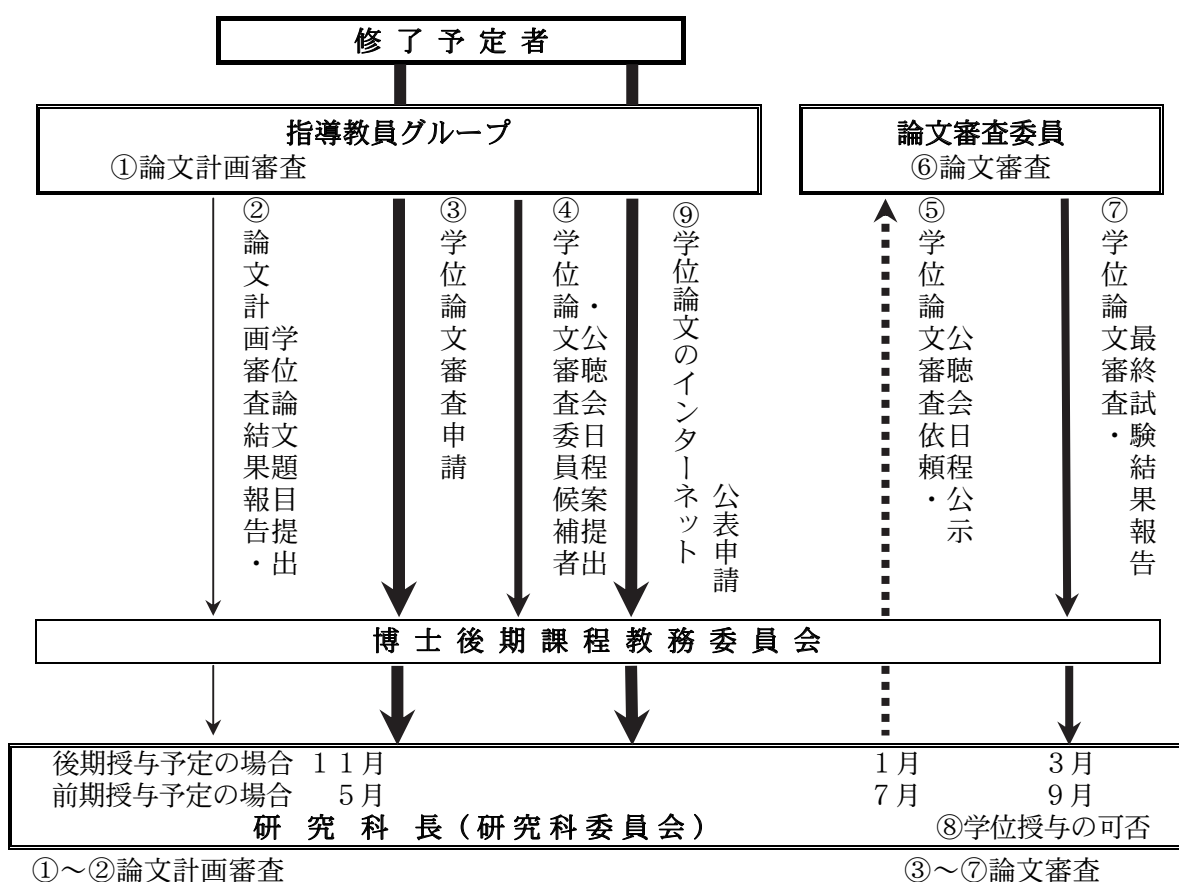 修了予定者
指導教員グループ
①論文計画審査
論文審査委員
⑥論文審査
②論文計画審査結果報告・
学位論文題目提出
③学位論文審査申請
④学位論文審査委員候補者
・公聴会日程案提出
⑨学位論文のインターネット
公表申請
⑤学位論文審査依頼・
公聴会日程公示
⑦学位論文審査・
最終試験結果報告
博士後期課程教務委員会
後期授与予定の場合 11月 1月 3月
前期授与予定の場合 5月 7月 9月
研究科長(研究科委員会) ⑧学位授与の可否
①～②論文計画審査 ③～⑦論文審査